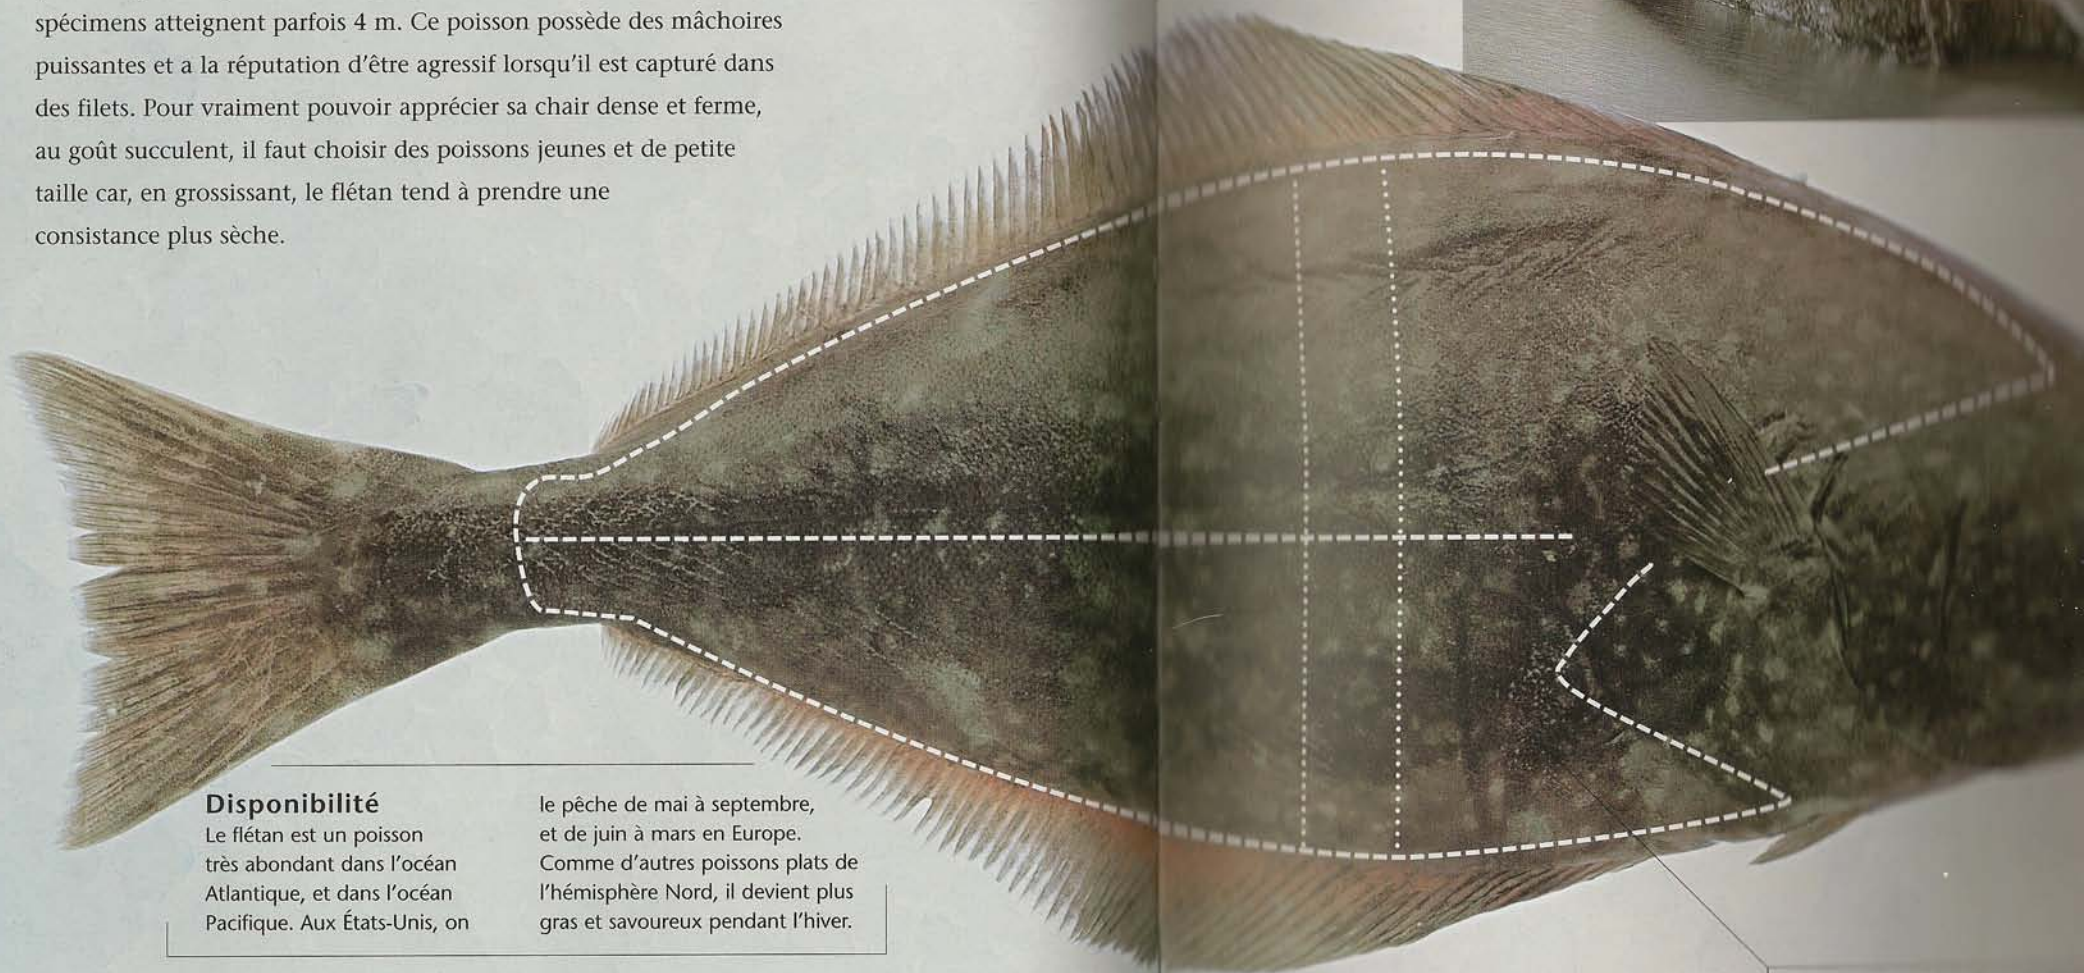 spécimens atteignent parfois 4 m. Ce poisson possède des mâchoires
puissantes et a la réputation d'être agressif lorsqu'il est capturé dans
des filets. Pour vraiment pouvoir apprécier sa chair dense et ferme,
au goût succulent, il faut choisir des poissons jeunes et de petite
taille car, en grossissant, le flétan tend à prendre une
consistance plus sèche.
Disponibilité
Le flétan est un poisson
très abondant dans l'océan
Atlantique, et dans l'océan
Pacifique. Aux États-Unis, on
le pêche de mai à septembre,
et de juin à mars en Europe.
Comme d'autres poissons plats de
l'hémisphère Nord, il devient plus
gras et savoureux pendant l'hiver.